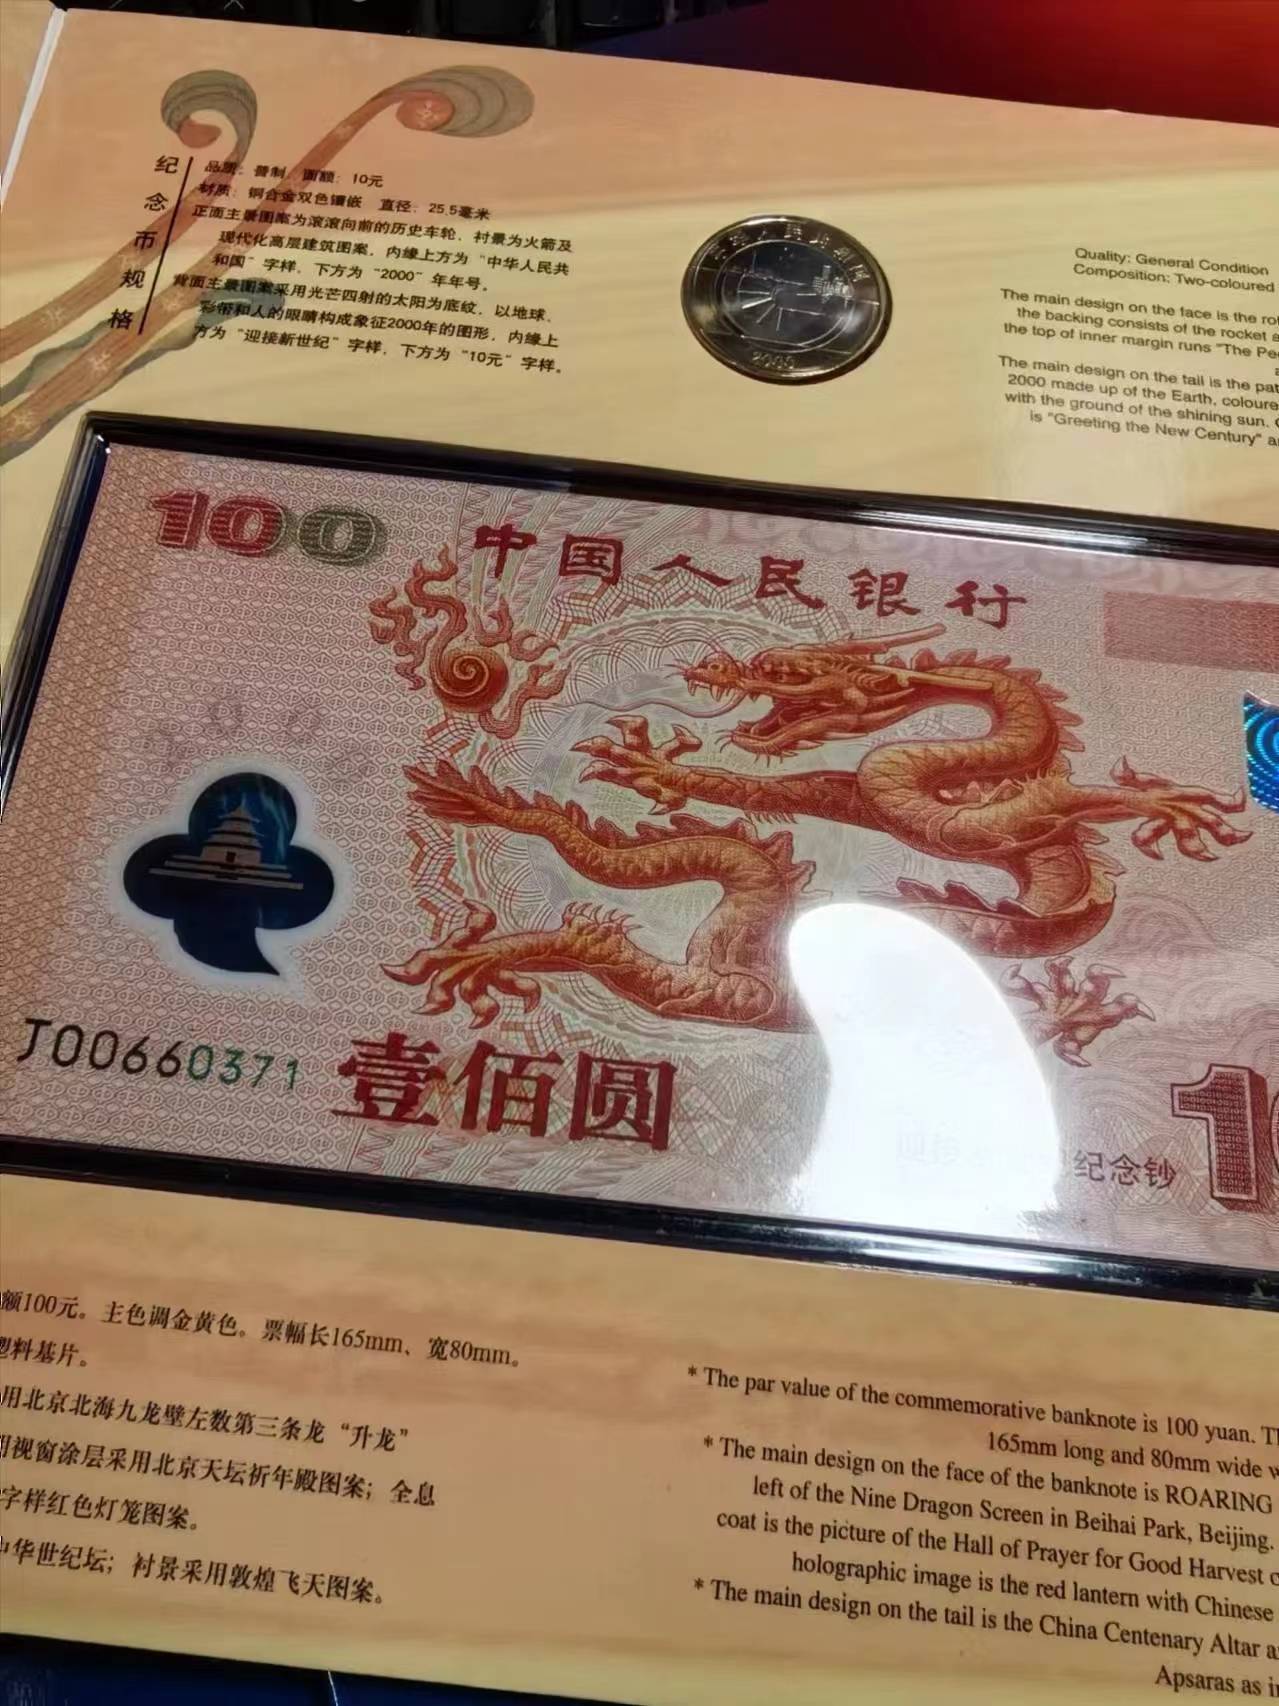 纪念币规格
品质：普制 面额：10元
材质：铜合金双色镶嵌 直径：25.5毫米
正面主景图案为滚滚向前的历史车轮，衬景为火箭及
现代化高层建筑图案，内缘上方为"中华人民共
和国"字样，下方为"2000"年年号。
背面主景图案采用光芒四射的太阳为底纹，以地球、
彩带和人的眼睛构成象征2000年的图形，内缘上
方为"迎接新世纪"字样，下方为"10元"字样。
中华人民共和国
2000
Quality: General Condition
Composition: Two-coloured
The main design on the face is the
the backing consists of the rocket
the top of inner margin runs "The
The main design on the tail is the
2000 made up of the Earth,
with the ground of the shining sun.
is "Greeting the New Century"
100
中国人民银行
J00660371
壹佰圆
纪念钞
额100元。主色调金黄色。票幅长165mm、宽80mm。
塑料基片。
用北京北海九龙壁左数第三条龙"升龙"
用视窗涂层采用北京天坛祈年殿图案；全息
字样红色灯笼图案。
中华世纪坛；衬景采用敦煌飞天图案。
* The par value of the commemorative banknote is 100 yuan.
165mm long and 80mm wide
* The main design on the face of the banknote is ROARING
left of the Nine Dragon Screen in Beihai Park, Beijing.
coat is the picture of the Hall of Prayer for Good Harvest
holographic image is the red lantern with Chinese
* The main design on the tail is the China Centenary Altar
Apsaras as